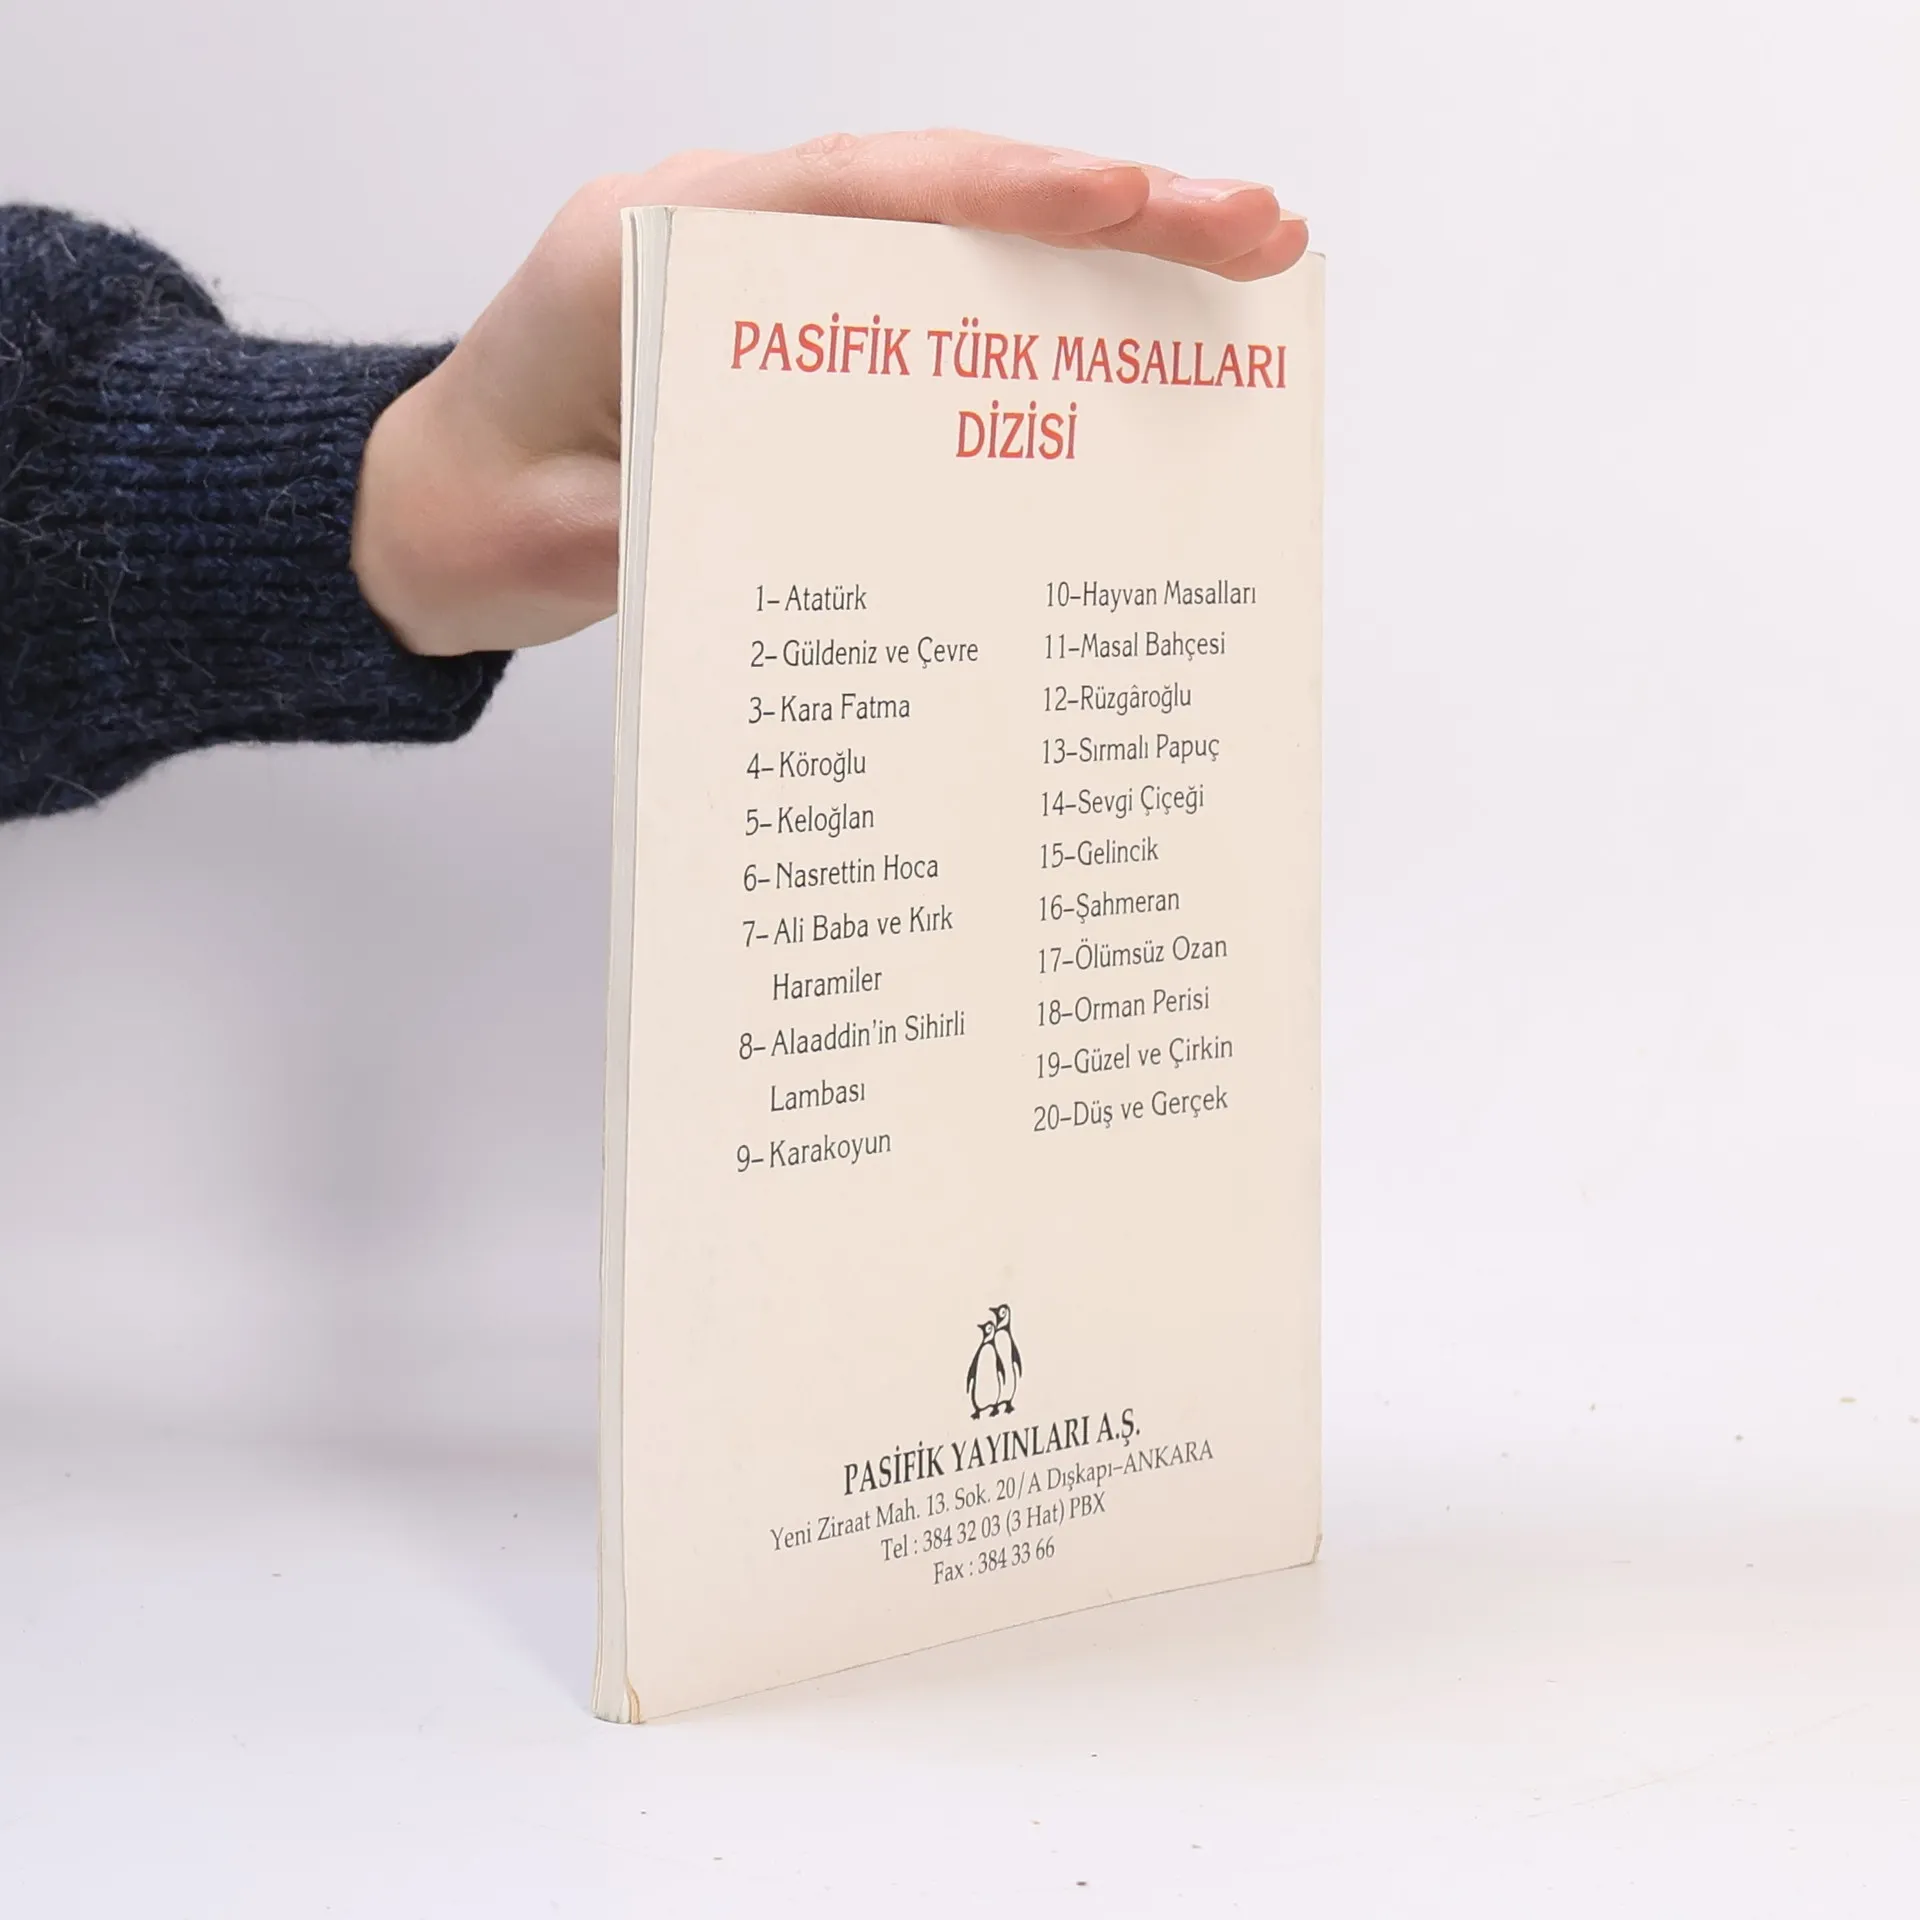 PASİFİK TÜRK MASALLARI
DİZİSİ
1– Atatürk
2– Güldeniz ve Çevre
3– Kara Fatma
4– Köroğlu
5– Keloğlan
6– Nasrettin Hoca
7– Ali Baba ve Kırk
Haramiler
8– Alaaddin'in Sihirli
Lambası
9– Karakoyun
10–Hayvan Masalları
11–Masal Bahçesi
12–Rüzgâroğlu
13–Sırmalı Papuç
14–Sevgi Çiçeği
15–Gelincik
16–Şahmeran
17–Ölümsüz Ozan
18–Orman Perisi
19–Güzel ve Çirkin
20–Düş ve Gerçek
PASİFİK YAYINLARI A.Ş.
Yeni Ziraat Mah. 13. Sok. 20/A Dışkapı–ANKARA
Tel : 384 32 03 (3 Hat) PBX
Fax : 384 33 66